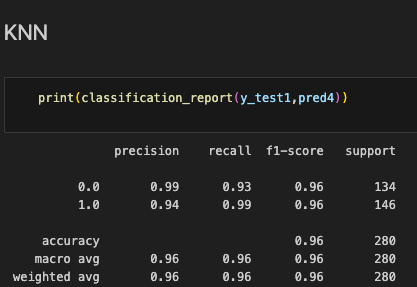 KNN
print(classification_report(y_test1,pred4))
precision recall f1-score support
0.0 0.99 0.93 0.96 134
1.0 0.94 0.99 0.96 146
accuracy 0.96 280
macro avg 0.96 0.96 0.96 280
weighted avg 0.96 0.96 0.96 280